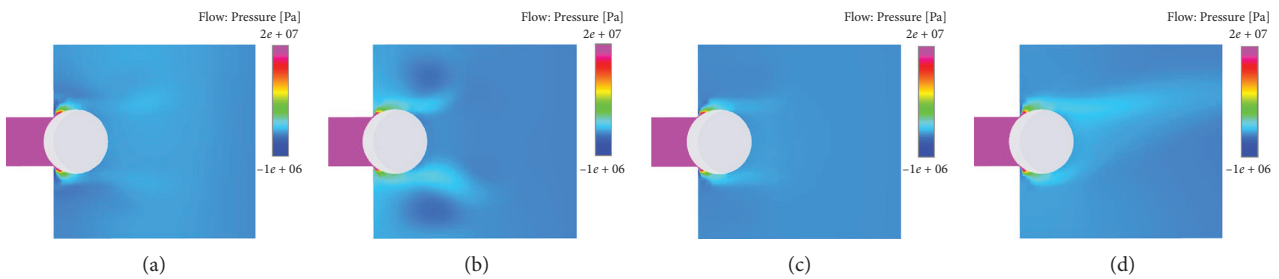 Flow: Pressure [Pa]
2e + 07
−1e + 06
(a)
Flow: Pressure [Pa]
2e + 07
−1e + 06
(b)
Flow: Pressure [Pa]
2e + 07
−1e + 06
(c)
Flow: Pressure [Pa]
2e + 07
−1e + 06
(d)